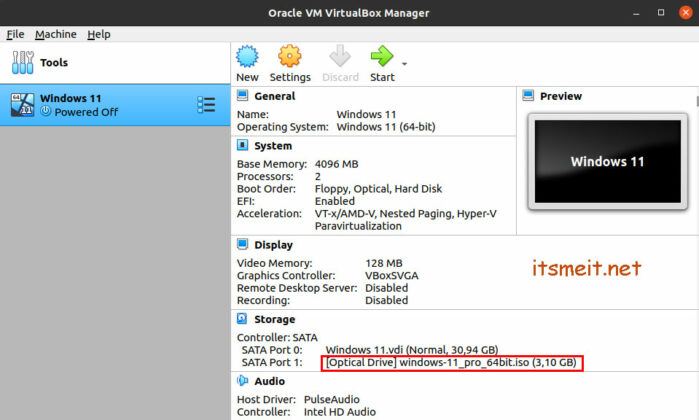 Oracle VM VirtualBox Manager
File Machine Help
Tools
Windows 11
Powered Off
New Settings Discard Start
General
Name: Windows 11
Operating System: Windows 11 (64-bit)
System
Base Memory: 4096 MB
Processors: 2
Boot Order: Floppy, Optical, Hard Disk
EFI: Enabled
Acceleration: VT-x/AMD-V, Nested Paging, Hyper-V
Paravirtualization
Preview
Windows 11
Display
Video Memory: 128 MB
Graphics Controller: VBoxSVGA
Remote Desktop Server: Disabled
Recording: Disabled
itsmeit.net
Storage
Controller: SATA
SATA Port 0: Windows 11.vdi (Normal, 30,94 GB)
SATA Port 1: [Optical Drive] windows-11_pro_64bit.iso (3,10 GB)
Audio
Host Driver: PulseAudio
Controller: Intel HD Audio